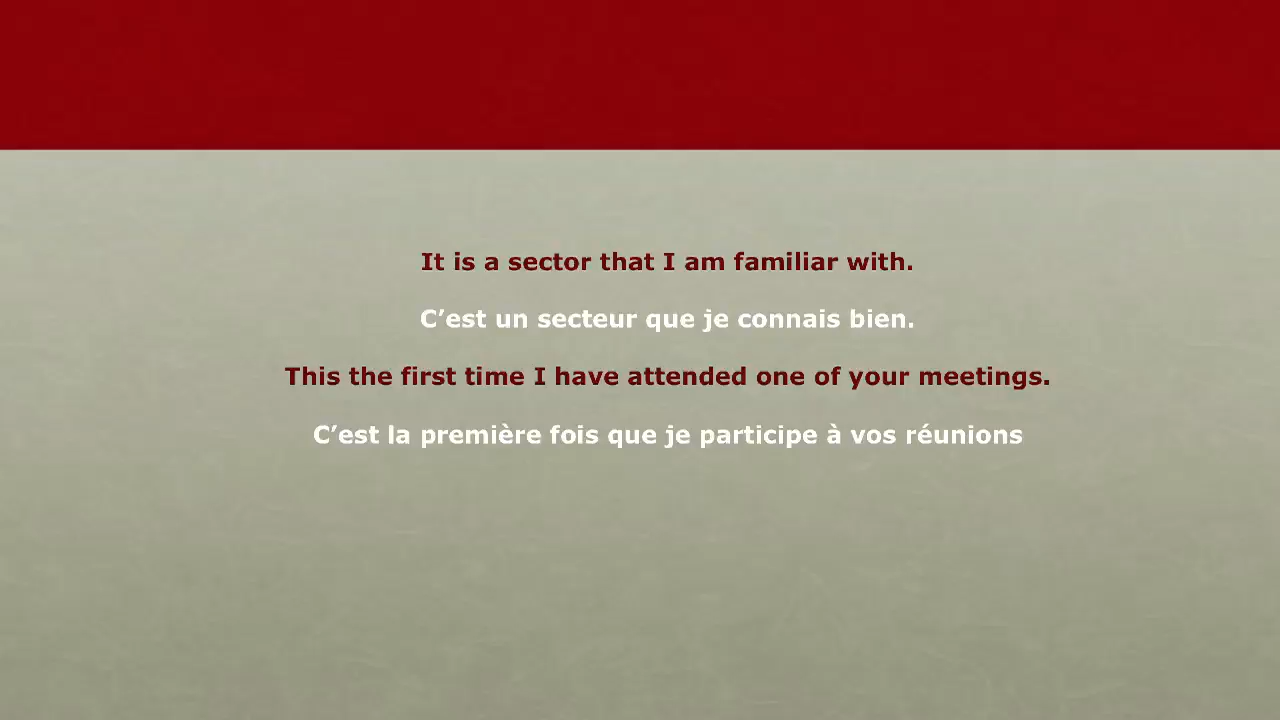 It is a sector that I am familiar with.
C’est un secteur que je connais bien.
This the first time I have attended one of your meetings.
C’est la première fois que je participe à vos réunions